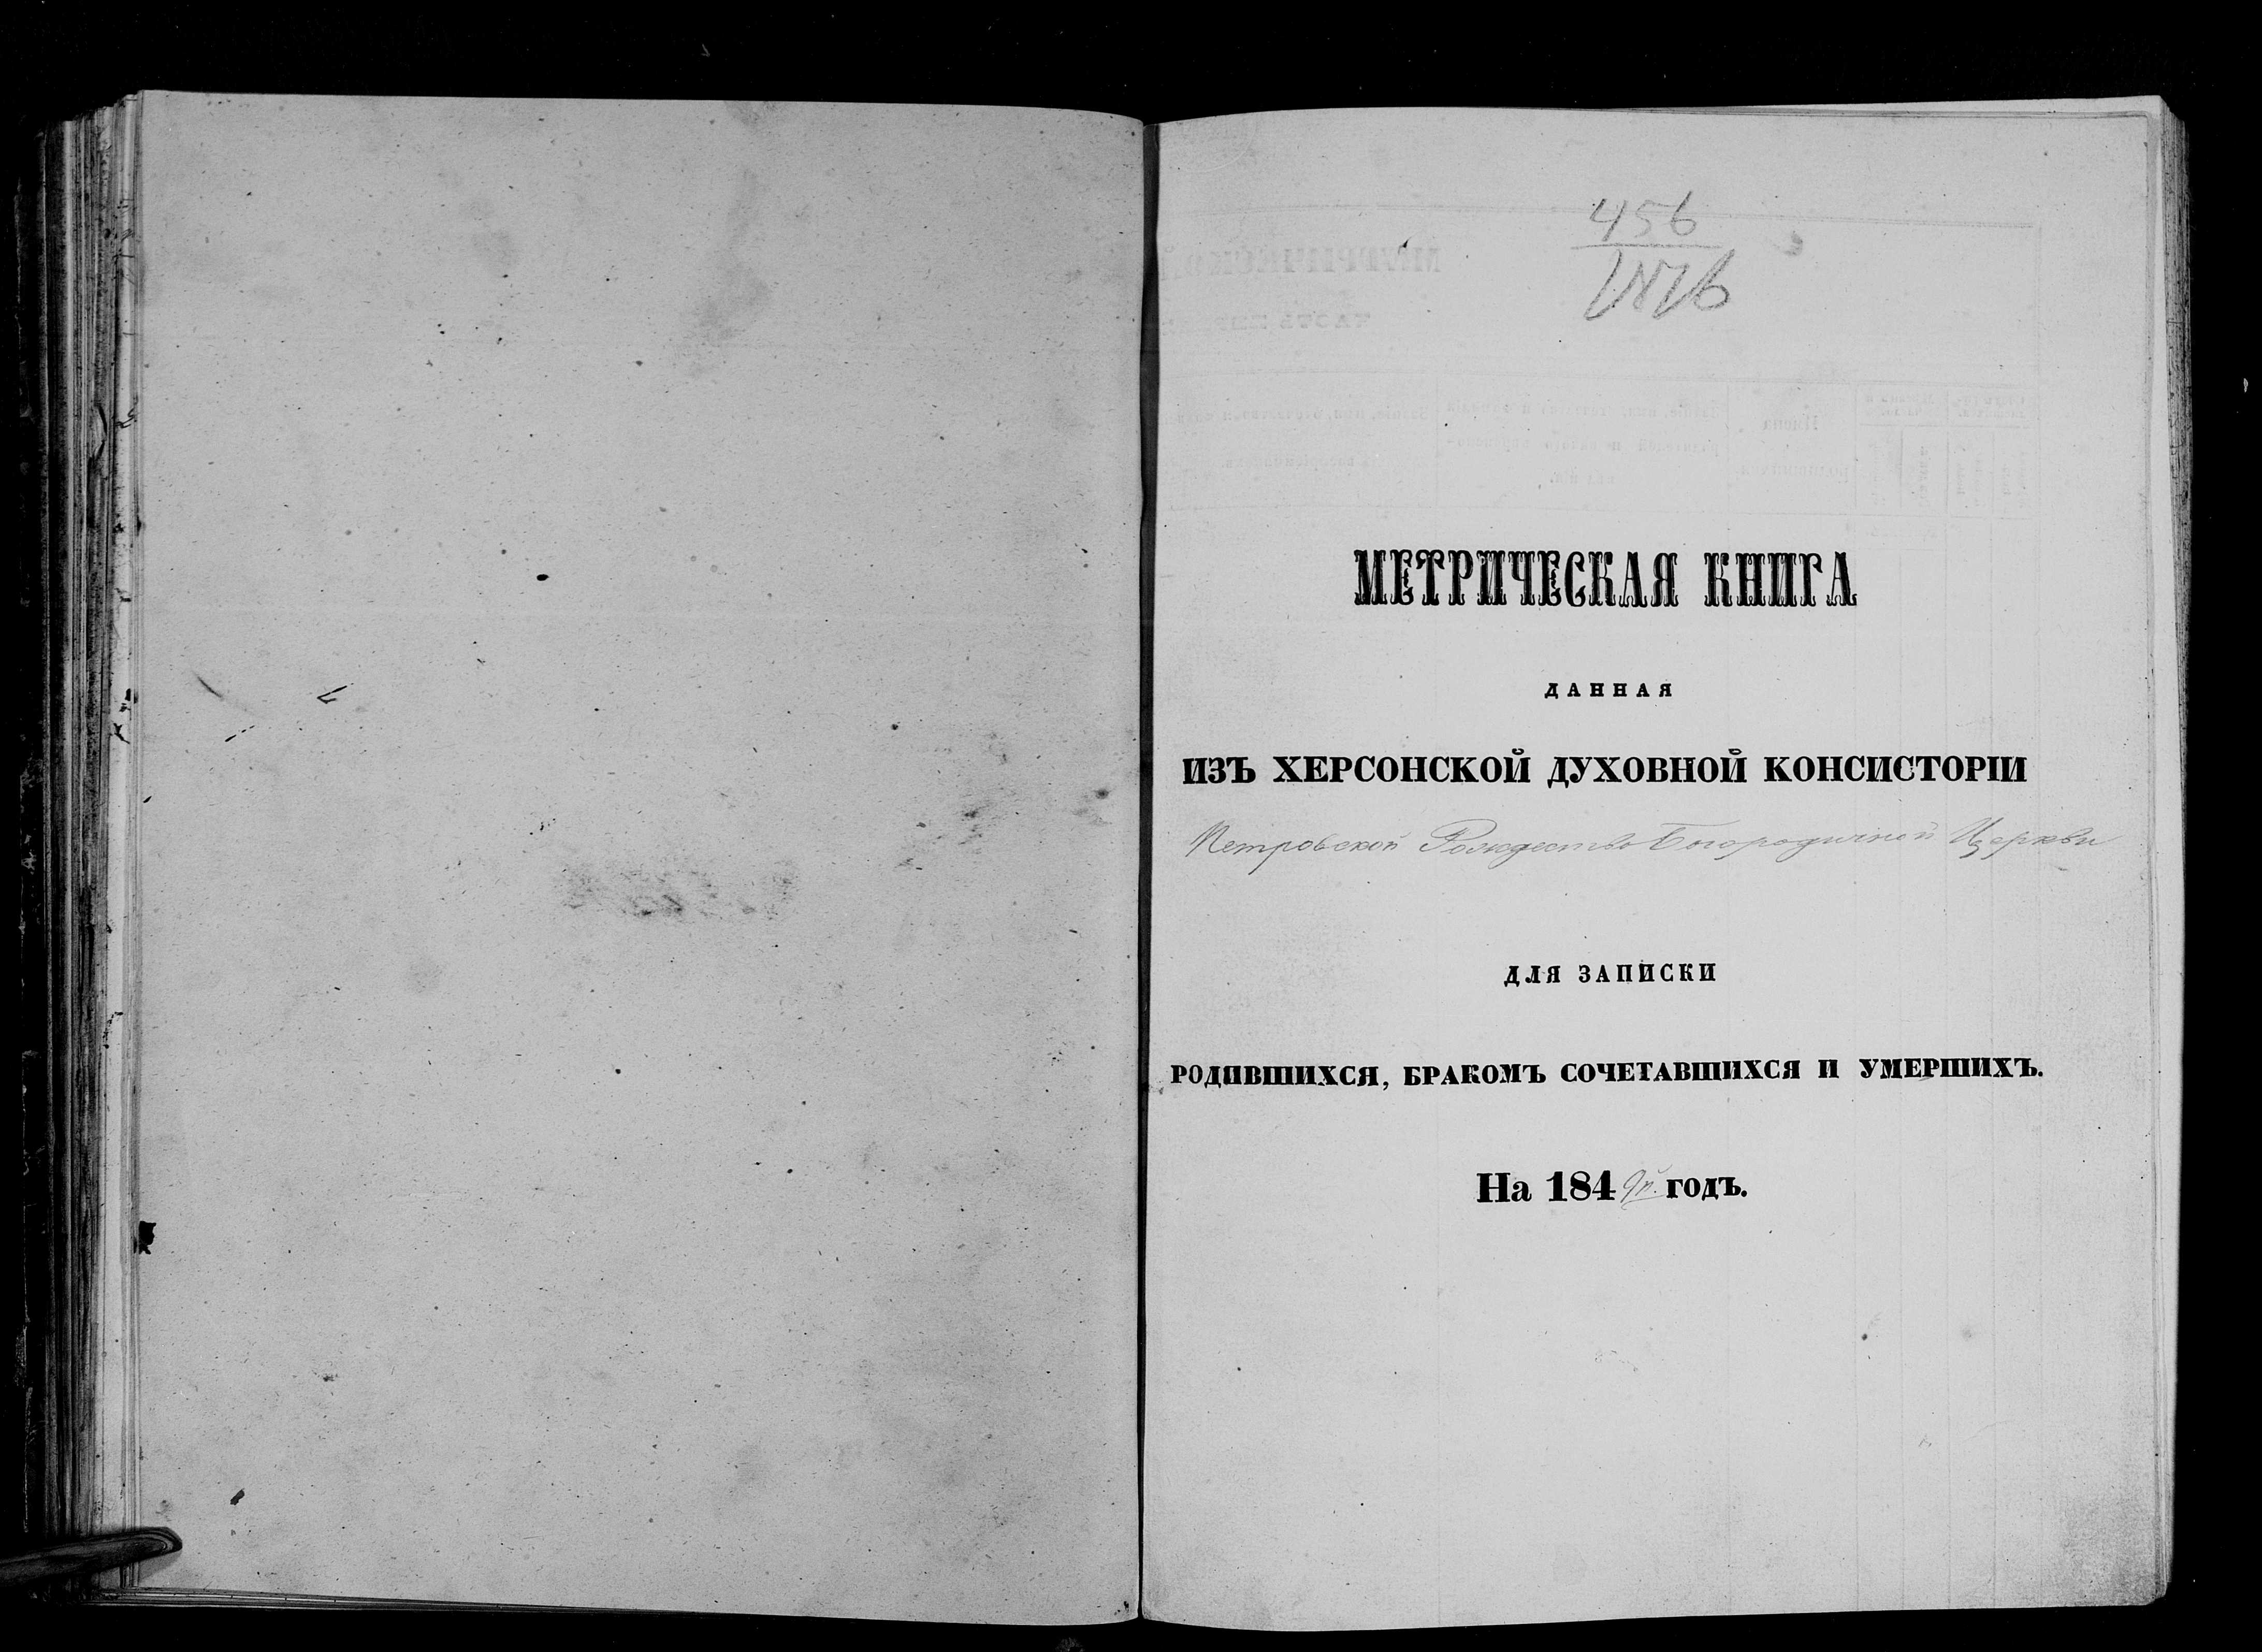 456
МЕТРИЧЕСКАЯ КНИГА
ДАННАЯ
ИЗЪ ХЕРСОНСКОЙ ДУХОВНОЙ КОНСИСТОРІИ
Петровской Рождество Богородичной Церкви
ДЛЯ ЗАПИСКИ
РОДИВШИХСЯ, БРАКОМЪ СОЧЕТАВШИХСЯ И УМЕРШИХЪ.
На 184 9й. годъ.